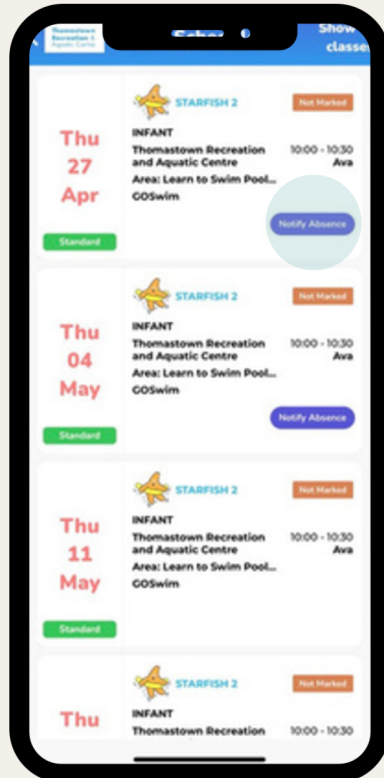 Thomastown
Recreation &
Aquatic Centre
Show
classes
STARFISH 2
Not Marked
Thu
27
Apr
INFANT
Thomastown Recreation
and Aquatic Centre
10:00 - 10:30
Ava
Area: Learn to Swim Pool...
GOSwim
Notify Absence
Standard
STARFISH 2
Not Marked
Thu
04
May
INFANT
Thomastown Recreation
and Aquatic Centre
10:00 - 10:30
Ava
Area: Learn to Swim Pool...
GOSwim
Notify Absence
Standard
STARFISH 2
Not Marked
Thu
11
May
INFANT
Thomastown Recreation
and Aquatic Centre
10:00 - 10:30
Ava
Area: Learn to Swim Pool...
GOSwim
Standard
STARFISH 2
Not Marked
Thu
INFANT
Thomastown Recreation
10:00 - 10:30